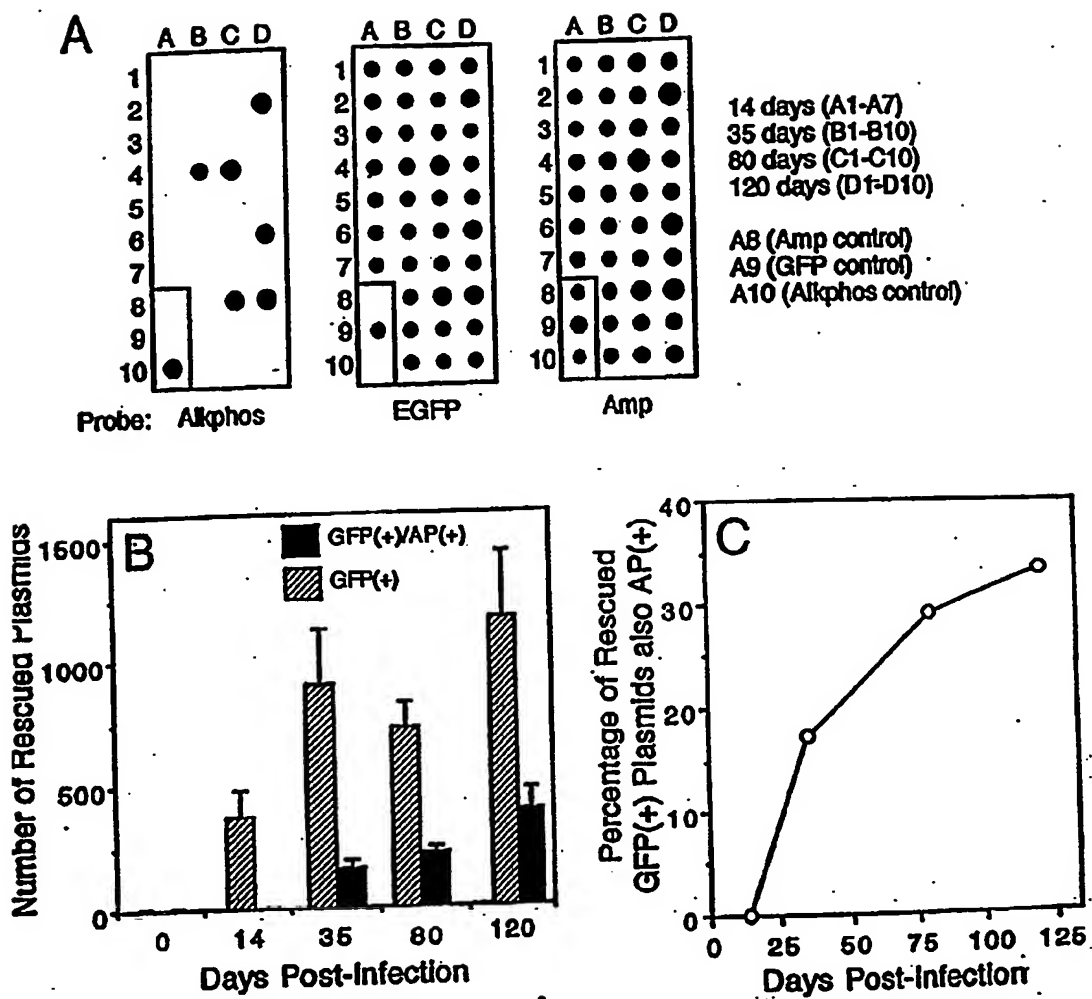 A
A B C D
1
2
3
4
5
6
7
8
9
10
Probe: Alkphos
A B C D
1
2
3
4
5
6
7
8
9
10
EGFP
A B C D
1
2
3
4
5
6
7
8
9
10
Amp
14 days (A1-A7)
35 days (B1-B10)
80 days (C1-C10)
120 days (D1-D10)
A8 (Amp control)
A9 (GFP control)
A10 (Alkphos control)
B
GFP(+)/AP(+)
GFP(+)
Number of Rescued Plasmids
1500
1000
500
0
0 14 35 80 120
Days Post-Infection
C
Percentage of Rescued
GFP(+) Plasmids also AP(+)
40
30
20
10
0
0 25 50 75 100 125
Days Post-Infection